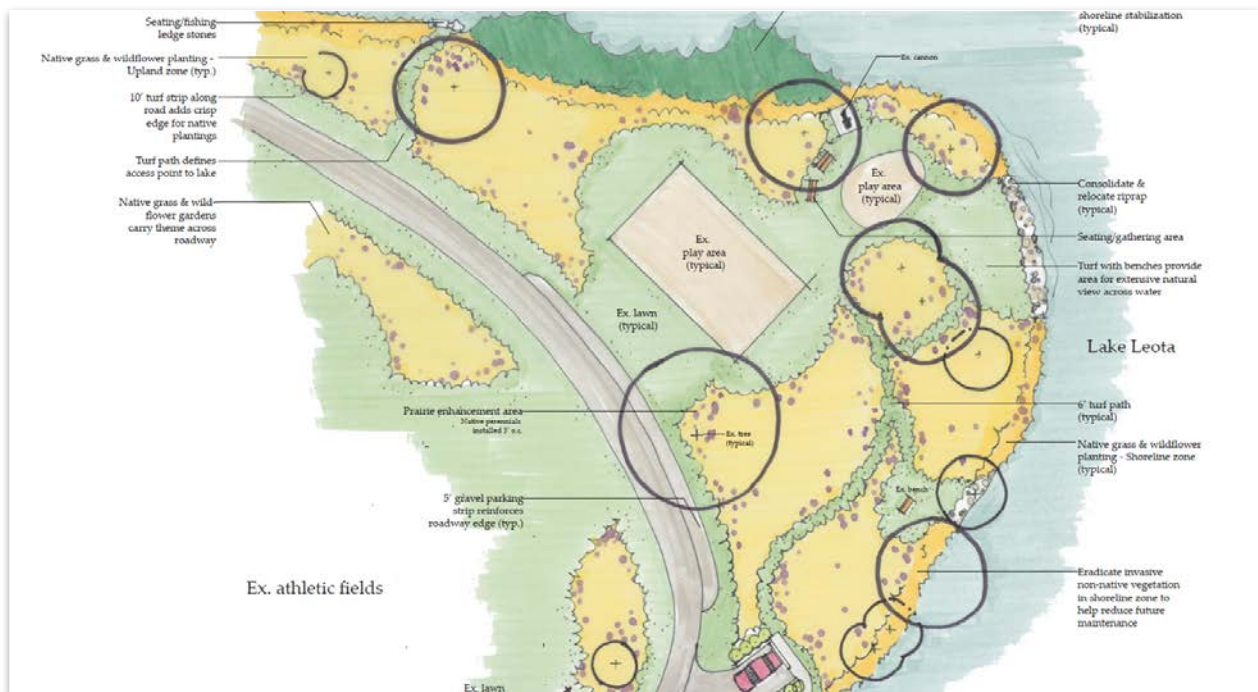 Seating/fishing
ledge stones
Native grass & wildflower planting -
Upland zone (typ.)
10' turf strip along
road adds crisp
edge for native
plantings
Turf path defines
access point to lake
Native grass & wild
flower gardens
carry theme across
roadway
Prairie enhancement area
Native perennials
installed 3' o.c.
5' gravel parking
strip reinforces
roadway edge (typ.)
Ex. athletic fields
Ex. lawn
Ex.
play area
(typical)
Ex. lawn
(typical)
Ex. tree
(typical)
Ex. cannon
Ex.
play area
(typical)
Ex. bench
shoreline stabilization
(typical)
Consolidate &
relocate riprap
(typical)
Seating/gathering area
Turf with benches provide
area for extensive natural
view across water
Lake Leota
6' turf path
(typical)
Native grass & wildflower
planting - Shoreline zone
(typical)
Eradicate invasive
non-native vegetation
in shoreline zone to
help reduce future
maintenance